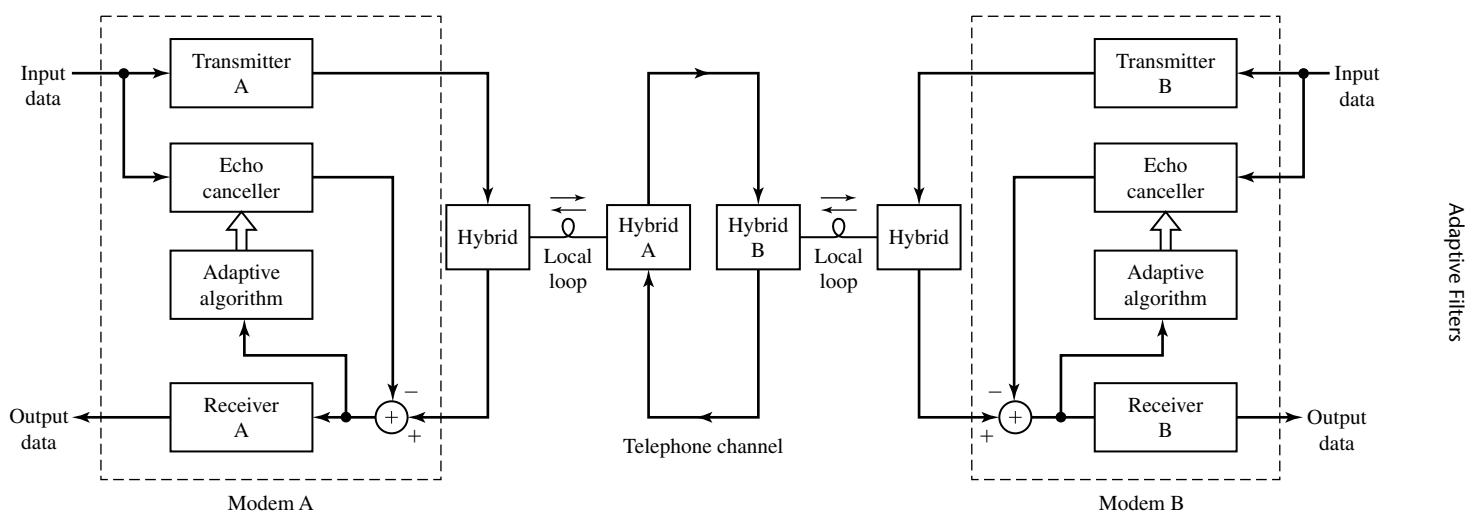 Input
data
Transmitter
A
Echo
canceller
Adaptive
algorithm
Receiver
A
Output
data
−
+
+
Modem A
Hybrid
Local
loop
Hybrid
A
Hybrid
B
Local
loop
Hybrid
Telephone channel
Transmitter
B
Input
data
Echo
canceller
Adaptive
algorithm
−
+
+
Receiver
B
Output
data
Modem B
Adaptive Filters